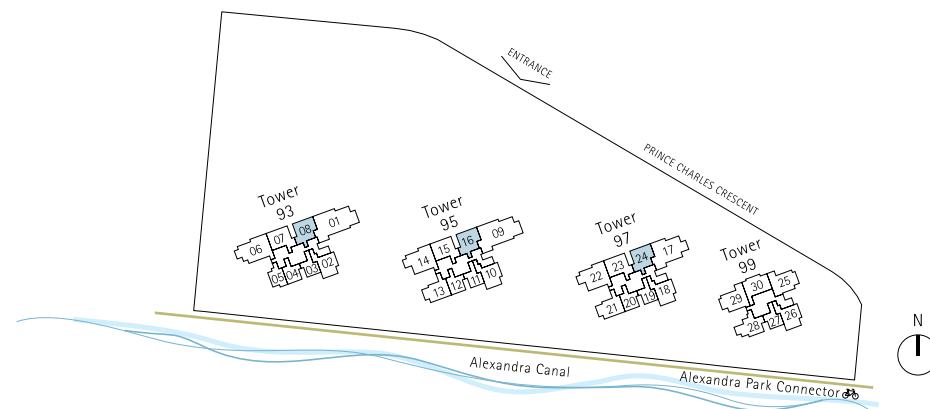 ENTRANCE
PRINCE CHARLES CRESCENT
Tower
93
01
08
07
06
05 04 03 02
Tower
95
09
16
15
14
13 12 11 10
Tower
97
17
24
23
22
21 20 19 18
Tower
99
25
30
29
28 27 26
N
Alexandra Canal
Alexandra Park Connector